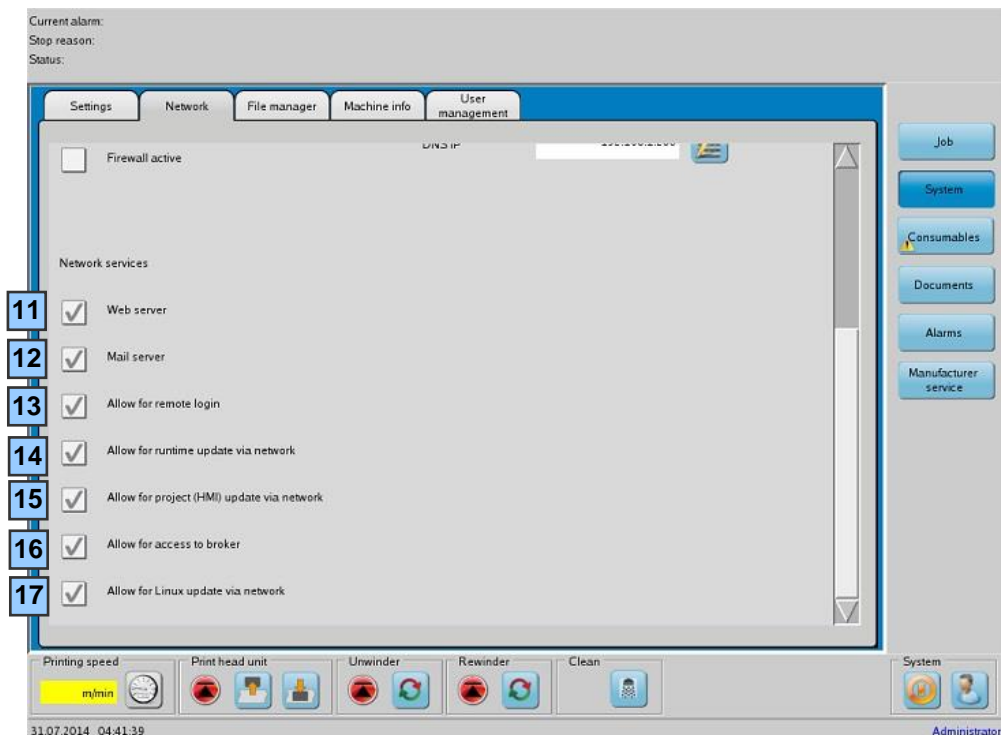 Current alarm:
Stop reason:
Status:
Settings
Network
File manager
Machine info
User
management
Firewall active
DNS IP
Network services
11
Web server
12
Mail server
13
Allow for remote login
14
Allow for runtime update via network
15
Allow for project (HMI) update via network
16
Allow for access to broker
17
Allow for Linux update via network
Job
System
Consumables
Documents
Alarms
Manufacturer
service
Printing speed
m/min
Print head unit
Unwinder
Rewinder
Clean
System
31.07.2014 04:41:39
Administrator